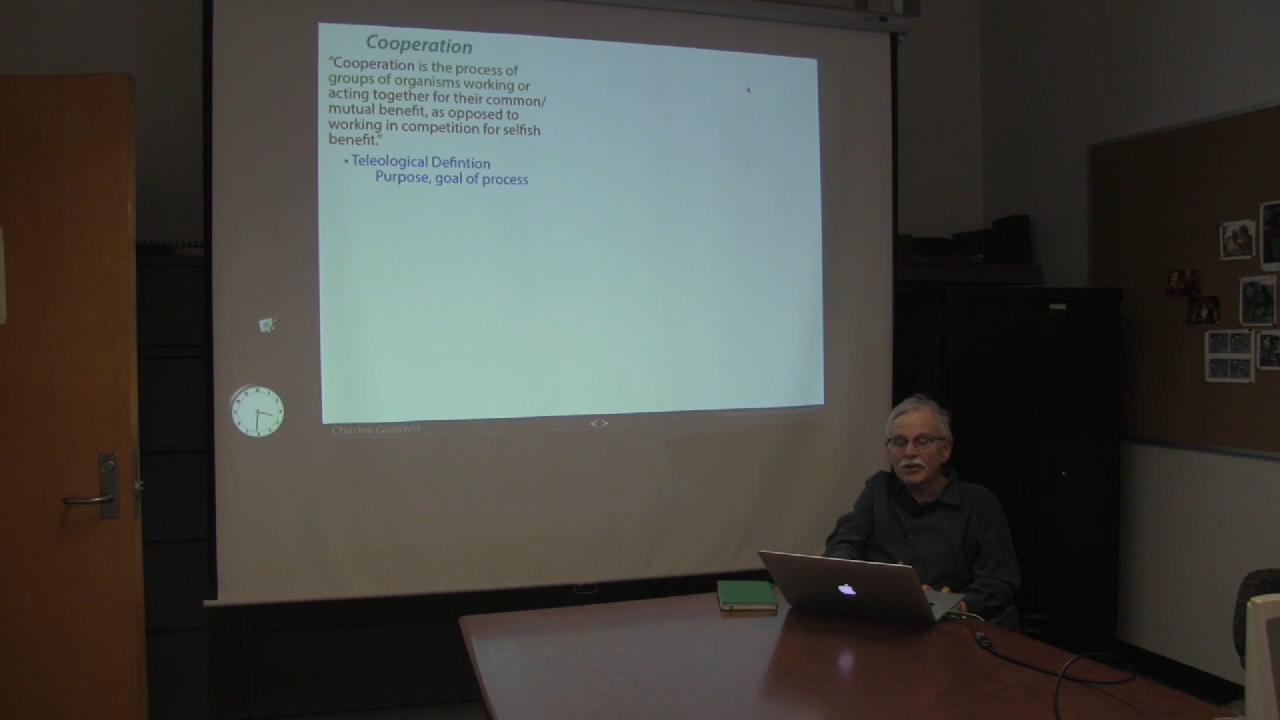 Cooperation
"Cooperation is the process of
groups of organisms working or
acting together for their common/
mutual benefit, as opposed to
working in competition for selfish
benefit."
• Teleological Defintion
Purpose, goal of process
Charles Goodwin
< >